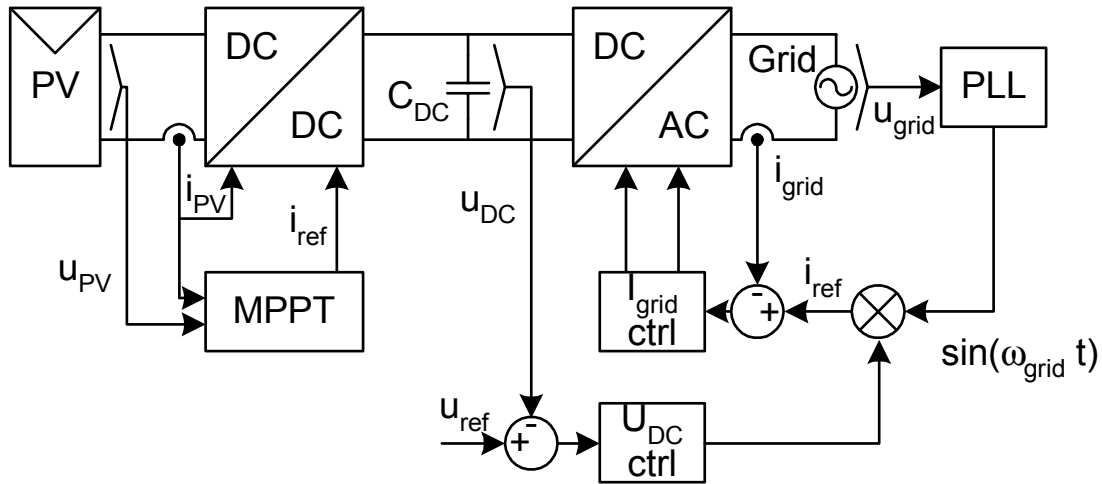 PV
DC
DC
C_DC
DC
AC
Grid
u_grid
PLL
i_PV
i_ref
u_PV
MPPT
u_DC
i_grid
I_grid
ctrl
-
+
i_ref
sin(ω_grid t)
u_ref
-
+
U_DC
ctrl